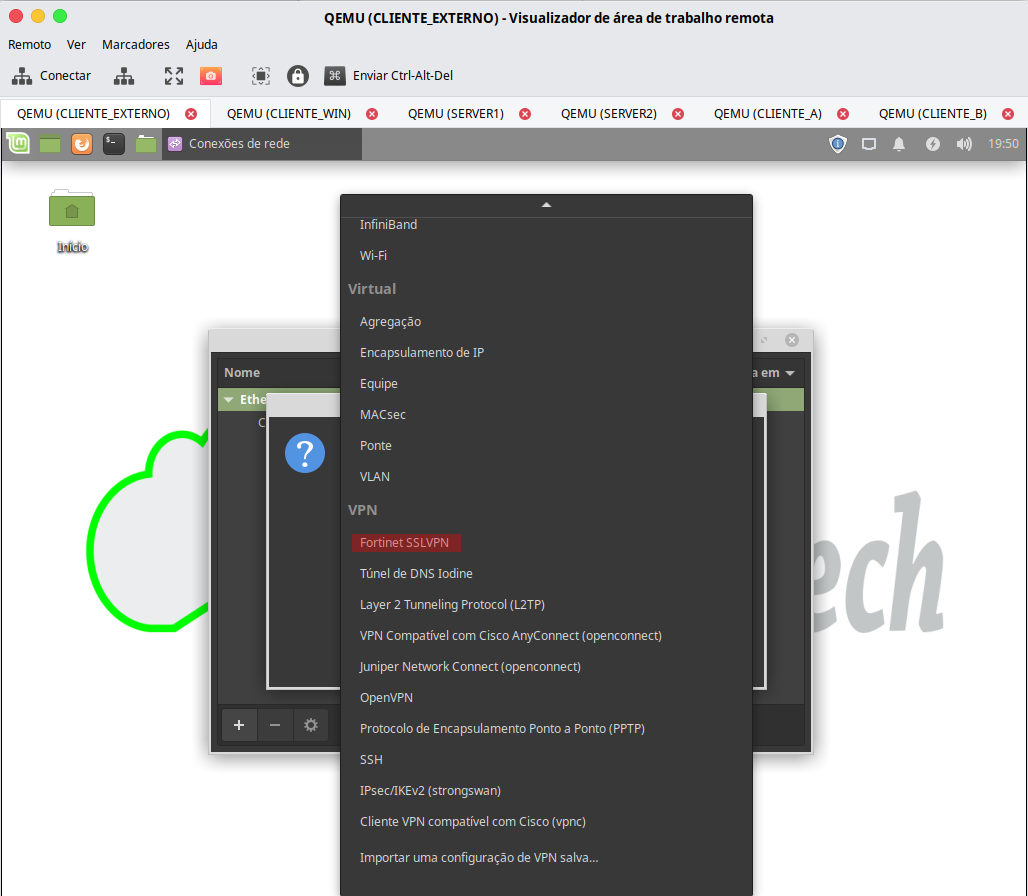 QEMU (CLIENTE_EXTERNO) - Visualizador de área de trabalho remota
Remoto Ver Marcadores Ajuda
Conectar Enviar Ctrl-Alt-Del
QEMU (CLIENTE_EXTERNO) QEMU (CLIENTE_WIN) QEMU (SERVER1) QEMU (SERVER2) QEMU (CLIENTE_A) QEMU (CLIENTE_B)
Conexões de rede 19:50
Início
InfiniBand
Wi-Fi
Virtual
Agregação
Encapsulamento de IP
Nome a em
Equipe
Ethe
MACsec
C
Ponte
VLAN
VPN
Fortinet SSLVPN
Túnel de DNS Iodine
ech
Layer 2 Tunneling Protocol (L2TP)
VPN Compatível com Cisco AnyConnect (openconnect)
Juniper Network Connect (openconnect)
OpenVPN
Protocolo de Encapsulamento Ponto a Ponto (PPTP)
SSH
IPsec/IKEv2 (strongswan)
Cliente VPN compatível com Cisco (vpnc)
Importar uma configuração de VPN salva...